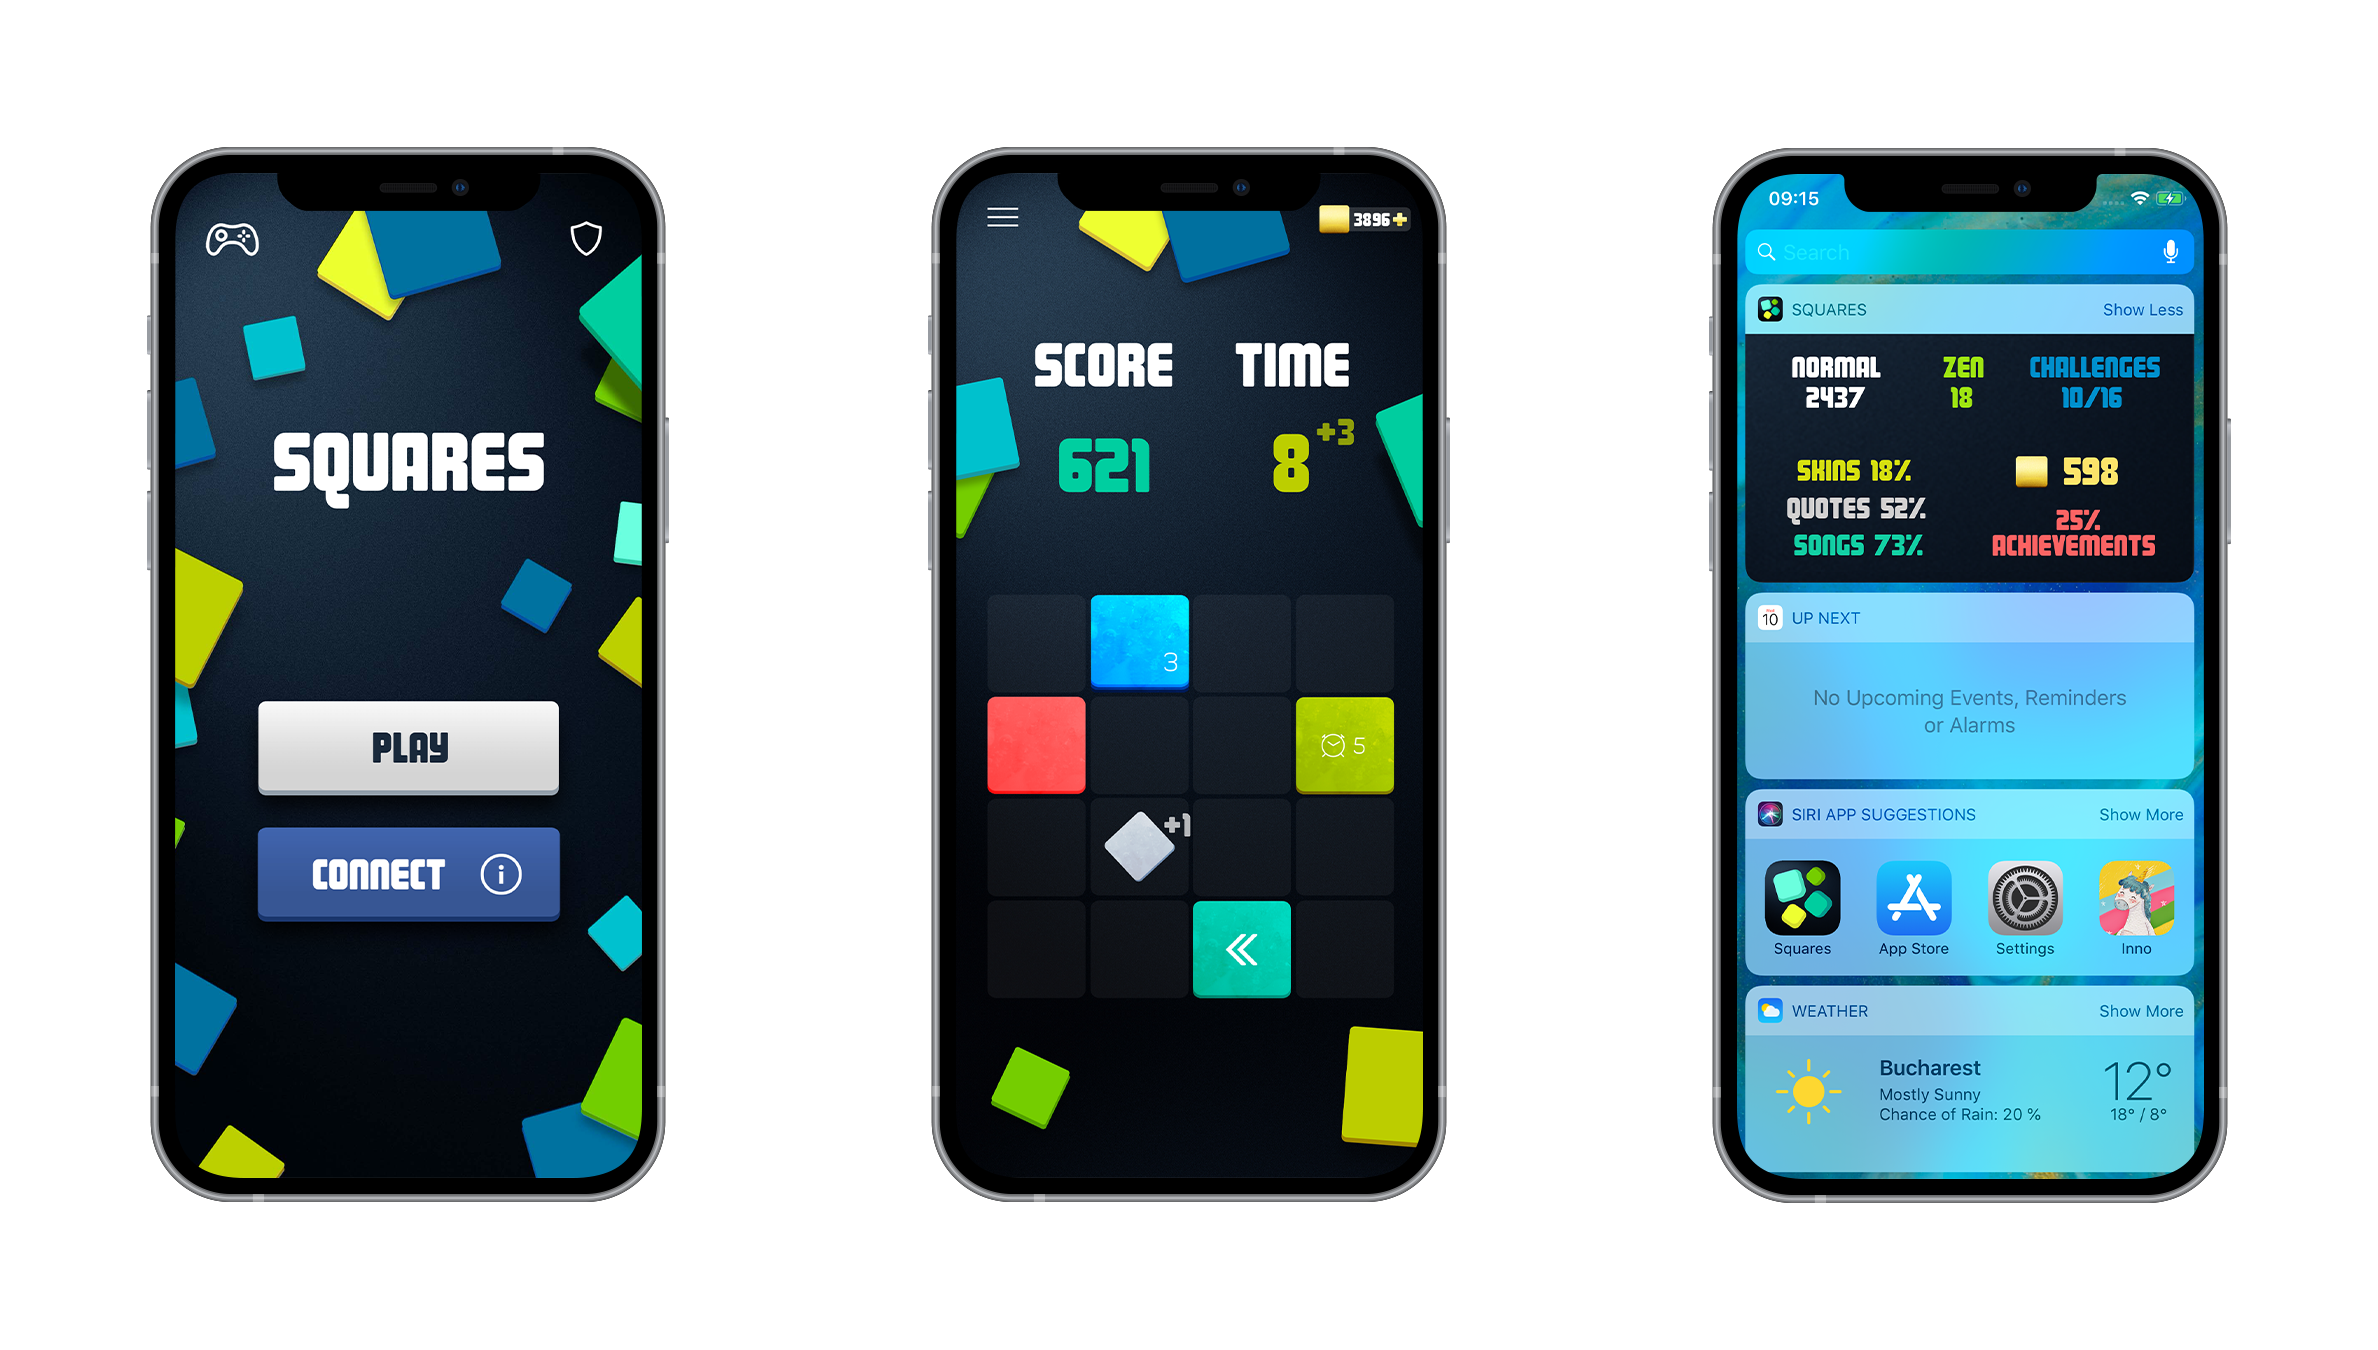 SQUARES
PLAY
CONNECT
3896+
SCORE TIME
621 8 +3
3
5
+1
09:15
Search
SQUARES Show Less
NORMAL ZEN CHALLENGES
2437 18 10/16
SKINS 18% 598
QUOTES 52%
25%
SONGS 73% ACHIEVEMENTS
10 UP NEXT
No Upcoming Events, Reminders
or Alarms
SIRI APP SUGGESTIONS Show More
Squares App Store Settings Inno
WEATHER Show More
Bucharest 12°
Mostly Sunny
Chance of Rain: 20 % 18° / 8°